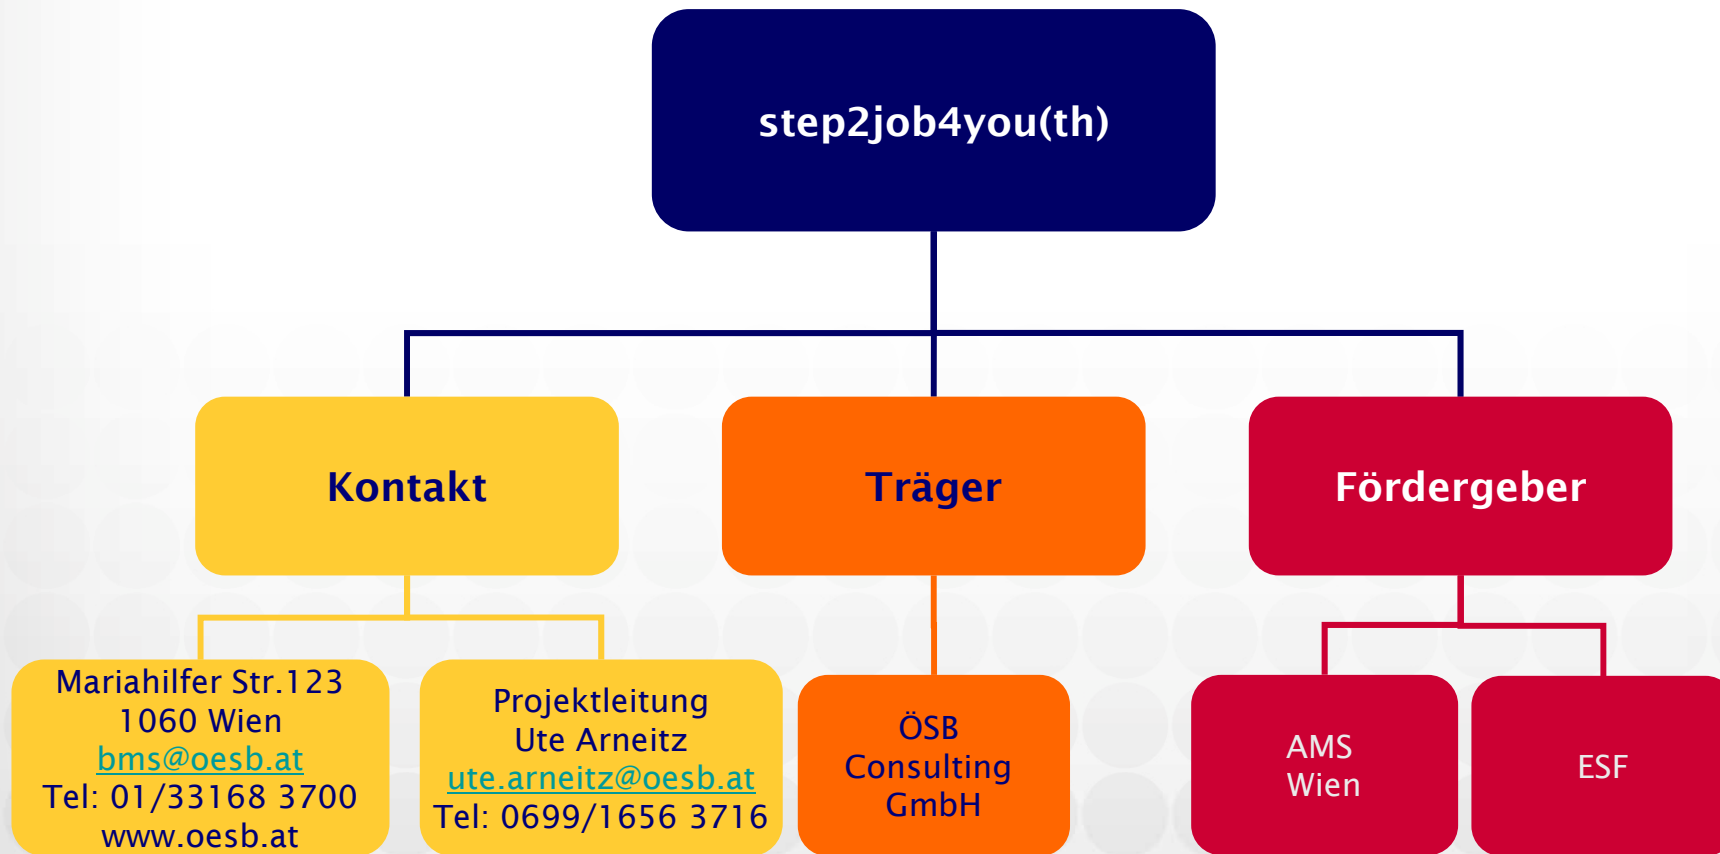 step2job4you(th)
Kontakt
Träger
Fördergeber
Mariahilfer Str.123
1060 Wien
bms@oesb.at
Tel: 01/33168 3700
www.oesb.at
Projektleitung
Ute Arneitz
ute.arneitz@oesb.at
Tel: 0699/1656 3716
ÖSB
Consulting
GmbH
AMS
Wien
ESF